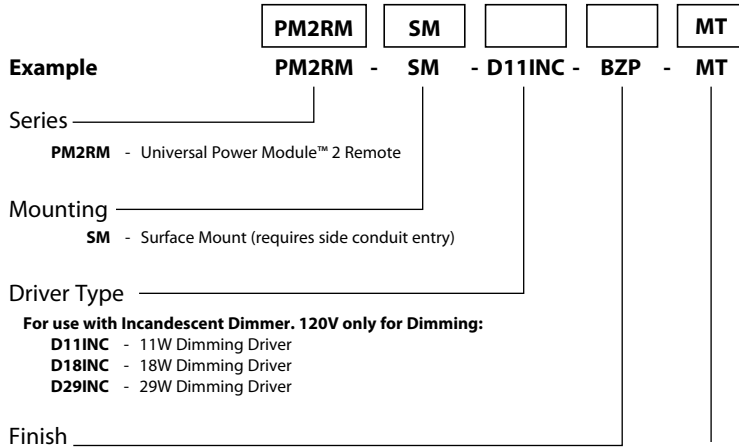 PM2RM SM MT
Example PM2RM - SM - D11INC - BZP - MT
Series
PM2RM - Universal Power Module™ 2 Remote
Mounting
SM - Surface Mount (requires side conduit entry)
Driver Type
For use with Incandescent Dimmer. 120V only for Dimming:
D11INC - 11W Dimming Driver
D18INC - 18W Dimming Driver
D29INC - 29W Dimming Driver
Finish